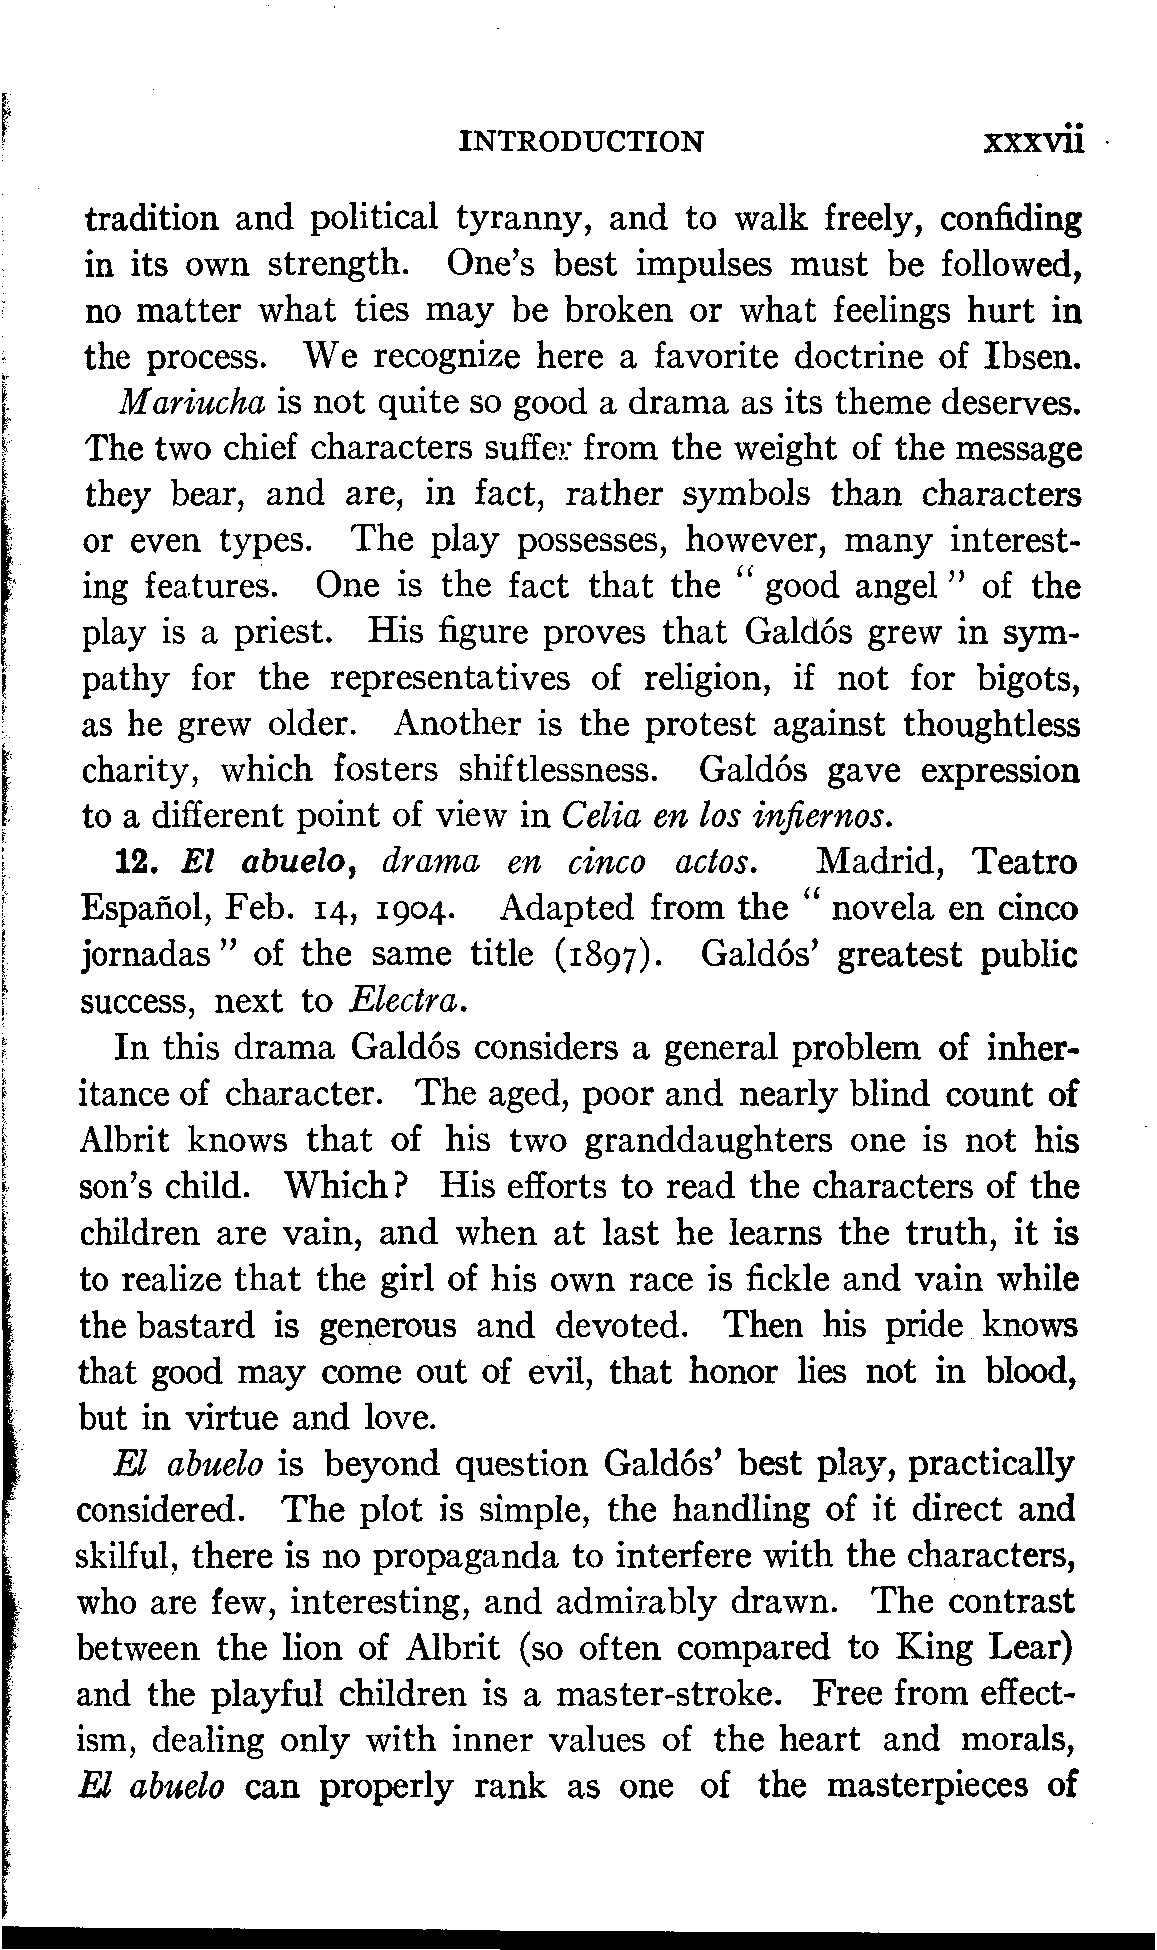 INTRODUCTION xxxvii
tradition and political tyranny, and to walk freely, confiding
in its own strength. One's best impulses must be followed,
no matter what ties may be broken or what feelings hurt in
the process. We recognize here a favorite doctrine of Ibsen.
Mariucha is not quite so good a drama as its theme deserves.
The two chief characters suffer from the weight of the message
they bear, and are, in fact, rather symbols than characters
or even types. The play possesses, however, many interest-
ing features. One is the fact that the " good angel " of the
play is a priest. His figure proves that Galdós grew in sym-
pathy for the representatives of religion, if not for bigots,
as he grew older. Another is the protest against thoughtless
charity, which fosters shiftlessness. Galdós gave expression
to a different point of view in Celia en los infiernos.
12. El abuelo, drama en cinco actos. Madrid, Teatro
Español, Feb. 14, 1904. Adapted from the " novela en cinco
jornadas " of the same title (1897). Galdós' greatest public
success, next to Electra.
In this drama Galdós considers a general problem of inher-
itance of character. The aged, poor and nearly blind count of
Albrit knows that of his two granddaughters one is not his
son's child. Which? His efforts to read the characters of the
children are vain, and when at last he learns the truth, it is
to realize that the girl of his own race is fickle and vain while
the bastard is generous and devoted. Then his pride knows
that good may come out of evil, that honor lies not in blood,
but in virtue and love.
El abuelo is beyond question Galdós' best play, practically
considered. The plot is simple, the handling of it direct and
skilful, there is no propaganda to interfere with the characters,
who are few, interesting, and admirably drawn. The contrast
between the lion of Albrit (so often compared to King Lear)
and the playful children is a master-stroke. Free from effect-
ism, dealing only with inner values of the heart and morals,
El abuelo can properly rank as one of the masterpieces of